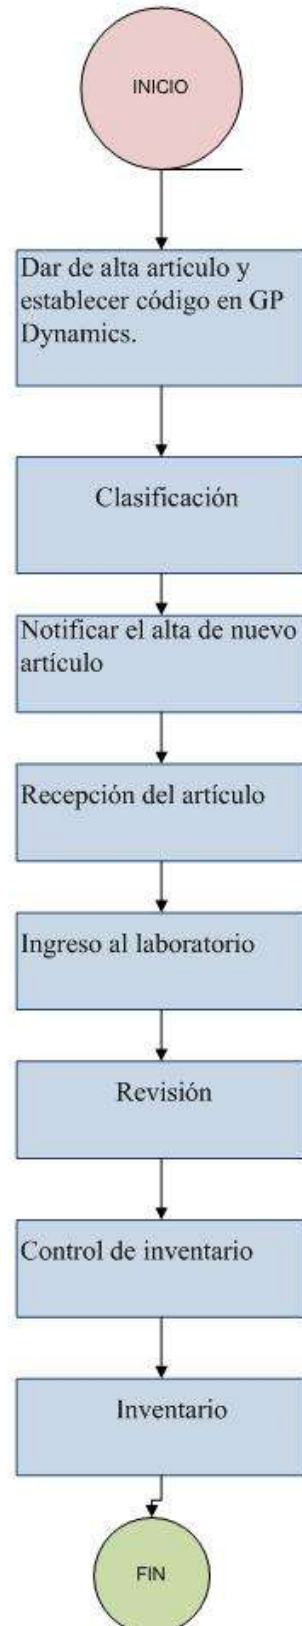 INICIO
Dar de alta artículo y
establecer código en GP
Dynamics.
Clasificación
Notificar el alta de nuevo
artículo
Recepción del artículo
Ingreso al laboratorio
Revisión
Control de inventario
Inventario
FIN